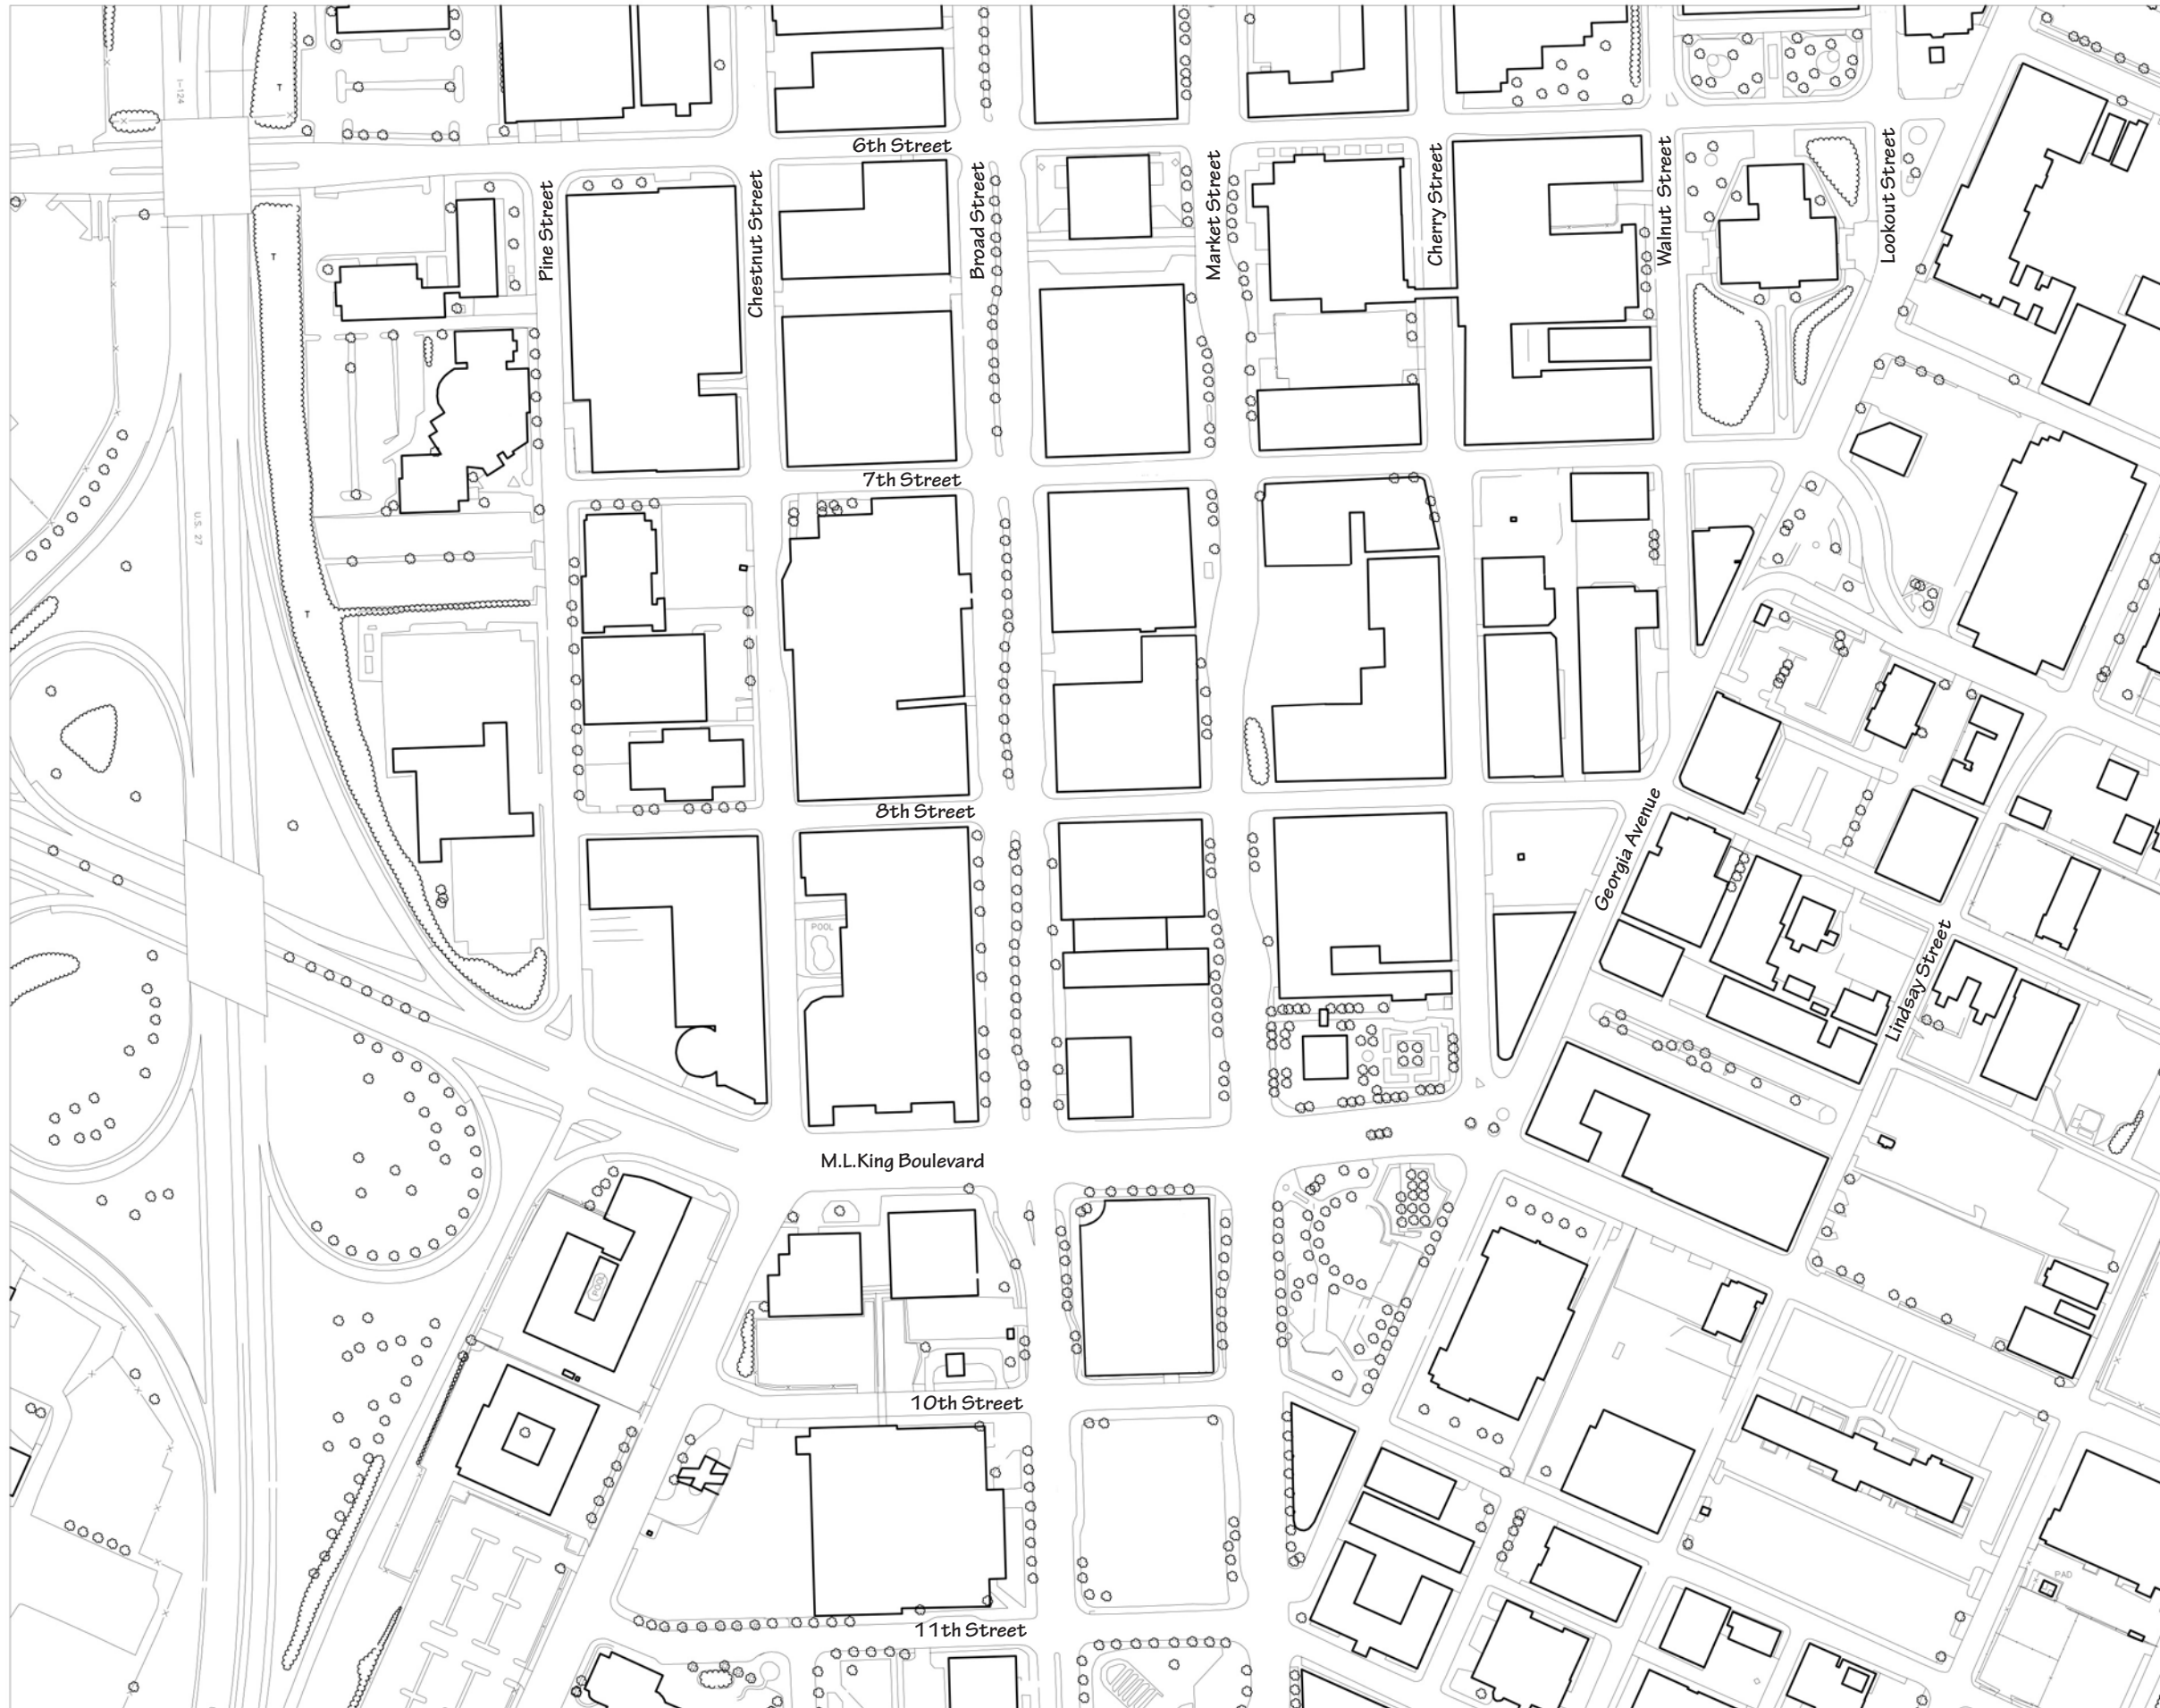 I-124
T
6th Street
Pine Street
Chestnut Street
Broad Street
Market Street
Cherry Street
Walnut Street
Lookout Street
T
7th Street
U.S. 27
T
8th Street
Georgia Avenue
POOL
Lindsay Street
M.L.King Boulevard
POOL
10th Street
PAD
11th Street